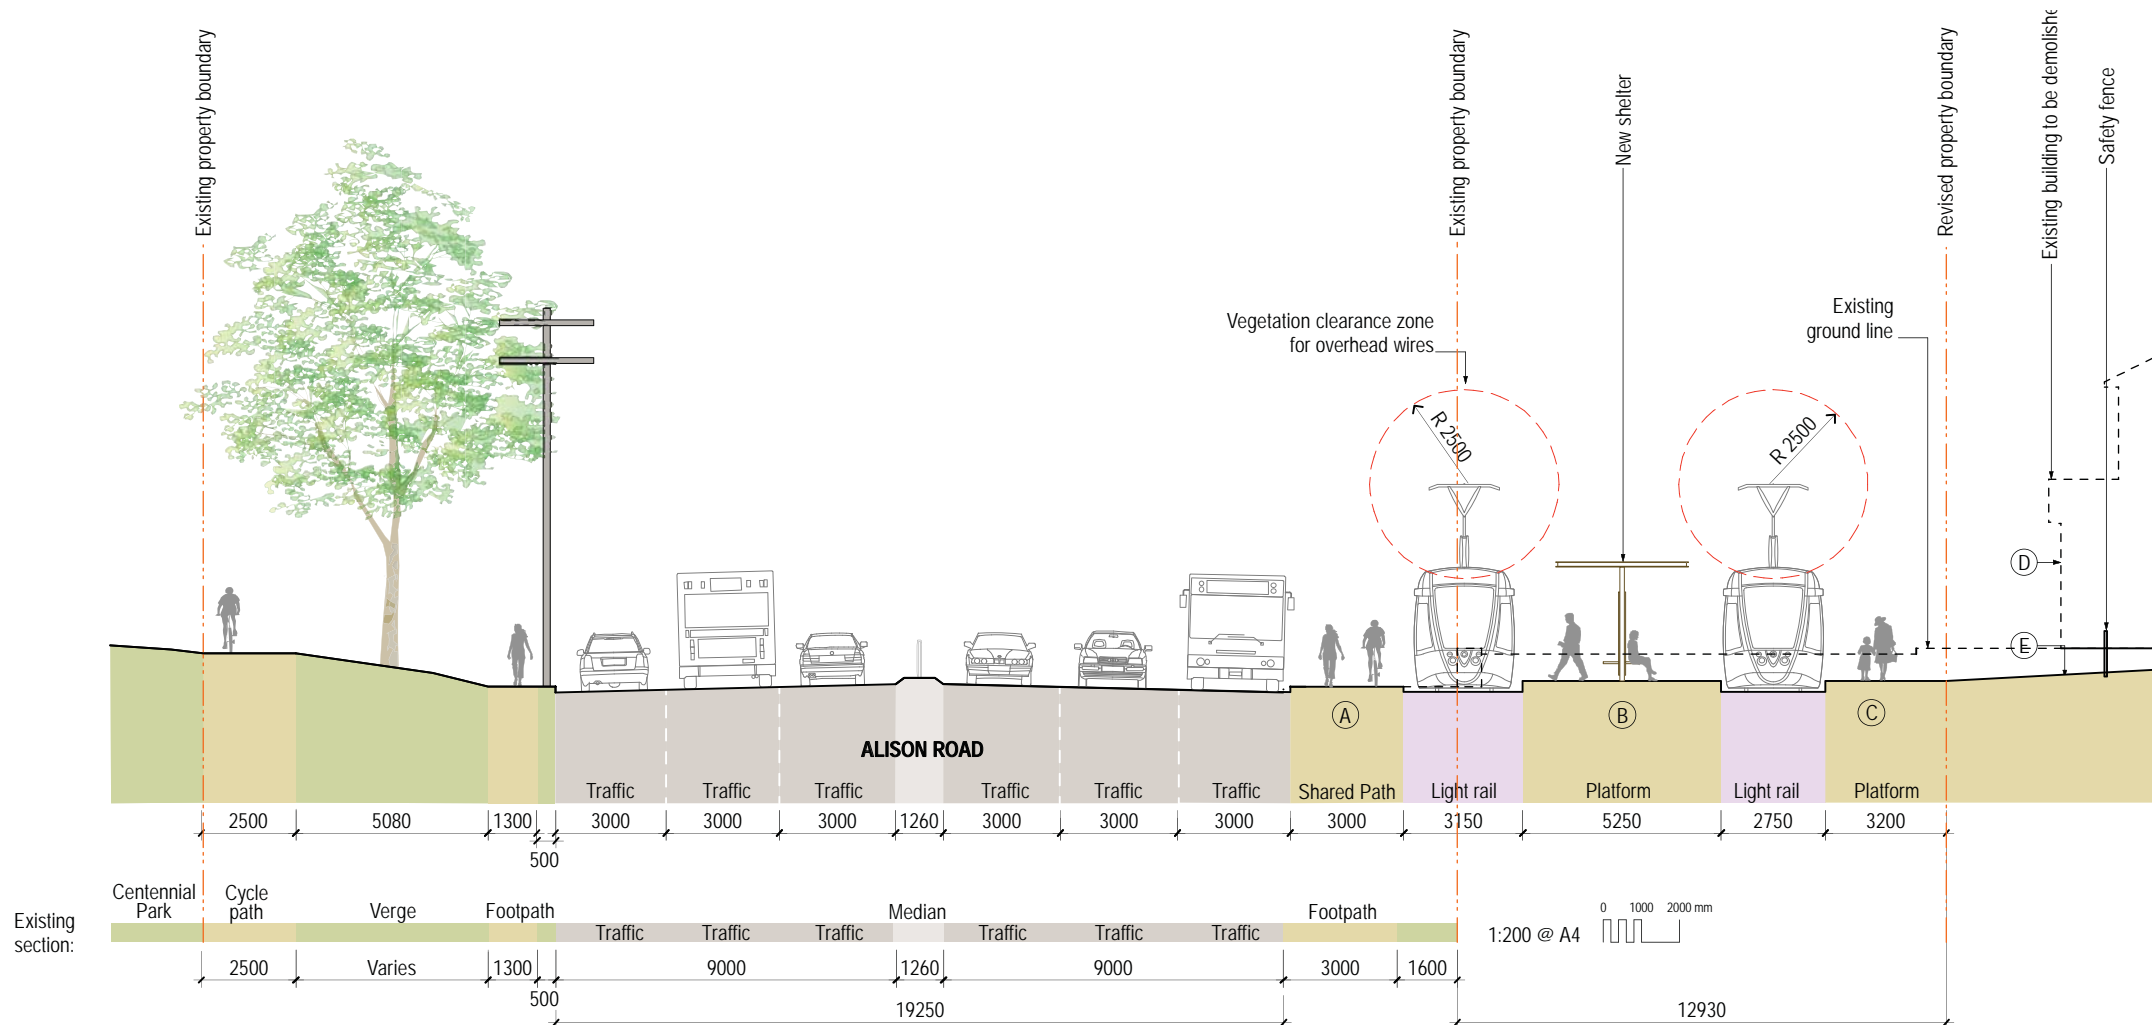 Existing property boundary
Existing property boundary
New shelter
Revised property boundary
Existing building to be demolishe
Safety fence
Vegetation clearance zone
for overhead wires
Existing
ground line
R 2500
R 2500
D
E
A
B
C
ALISON ROAD
Traffic
Traffic
Traffic
Traffic
Traffic
Traffic
Shared Path
Light rail
Platform
Light rail
Platform
2500
5080
1300
3000
3000
3000
1260
3000
3000
3000
3000
3150
5250
2750
3200
500
Existing
section:
Centennial
Park
Cycle
path
Verge
Footpath
Median
Footpath
Traffic
Traffic
Traffic
Traffic
Traffic
Traffic
1:200 @ A4
0 1000 2000 mm
2500
Varies
1300
9000
1260
9000
3000
1600
500
19250
12930